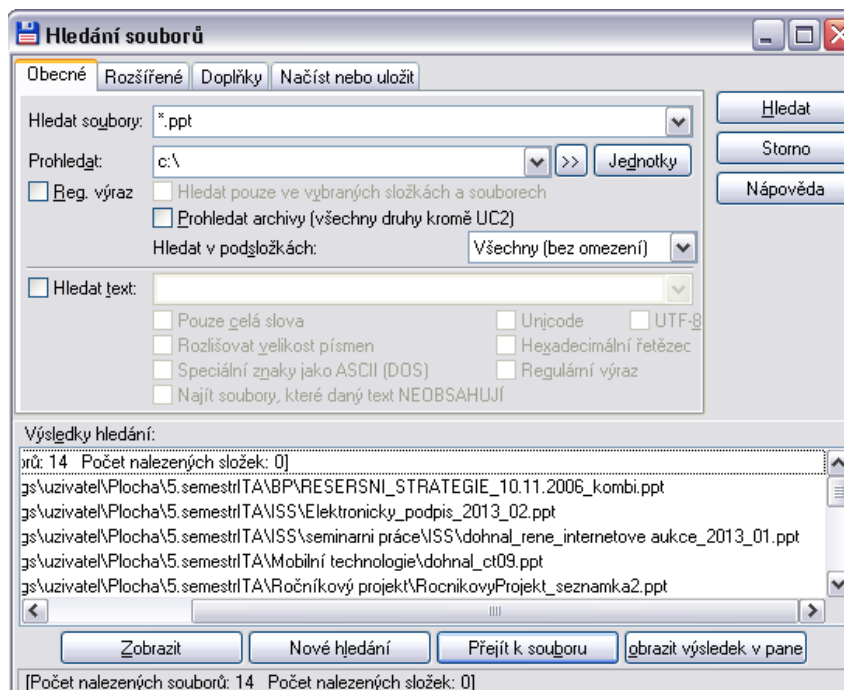 Hledání souborů
Obecné Rozšířené Doplňky Načíst nebo uložit
Hledat soubory: *.ppt
Hledat
Prohledat: c:\ >> Jednotky
Storno
Reg. výraz Hledat pouze ve vybraných složkách a souborech
Nápověda
Prohledat archivy (všechny druhy kromě UC2)
Hledat v podsložkách: Všechny (bez omezení)
Hledat text:
Pouze celá slova Unicode UTF-8
Rozlišovat velikost písmen Hexadecimální řetězec
Speciální znaky jako ASCII (DOS) Regulární výraz
Najít soubory, které daný text NEOBSAHUJÍ
Výsledky hledání:
orů: 14 Počet nalezených složek: 0]
gs\uzivatel\Plocha\5.semestrITA\BP\RESERSNI_STRATEGIE_10.11.2006_kombi.ppt
gs\uzivatel\Plocha\5.semestrITA\ISS\Elektronicky_podpis_2013_02.ppt
gs\uzivatel\Plocha\5.semestrITA\ISS\seminarni práce\ISS\dohnal_rene_internetove aukce_2013_01.ppt
gs\uzivatel\Plocha\5.semestrITA\Mobilní technologie\dohnal_ct09.ppt
gs\uzivatel\Plocha\5.semestrITA\Ročníkový projekt\RocnikovyProjekt_seznamka2.ppt
Zobrazit Nové hledání Přejít k souboru obrazit výsledek v pane
[Počet nalezených souborů: 14 Počet nalezených složek: 0]